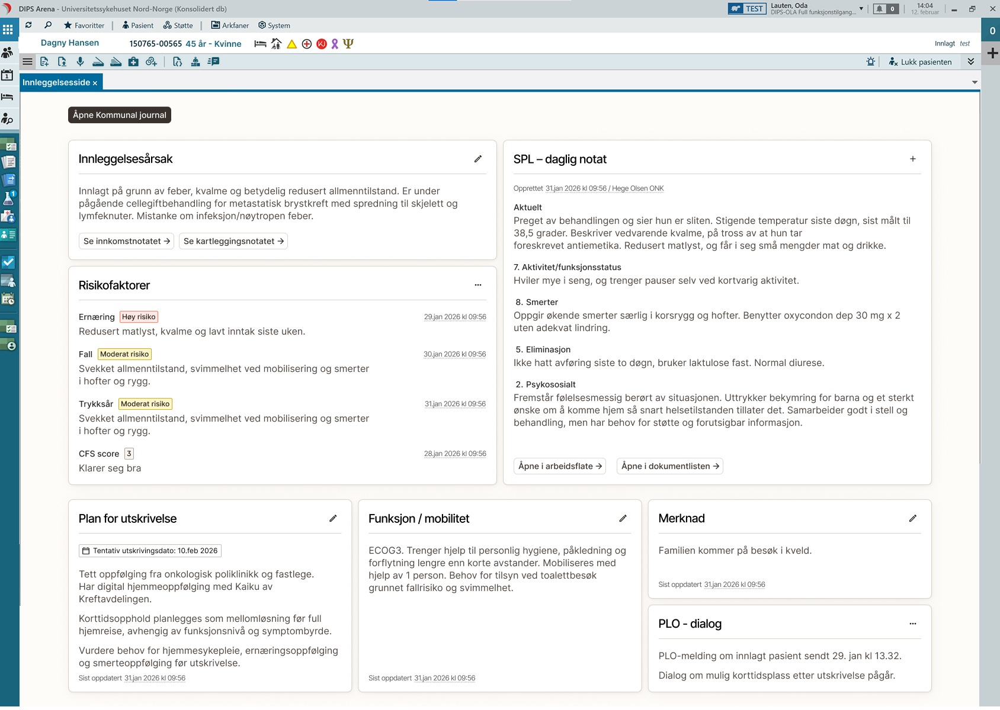 DIPS Arena - Universitetssykehuset Nord-Norge (Konsolidert db)
TEST
Lauten, Oda
DIPS-OLA Full funksjonstilgang...
0
14:04
12. februar
Favoritter
Pasient
Støtte
Arkfaner
System
0
Dagny Hansen
150765-00565 45 år - Kvinne
KJ
Innlagt test
Lukk pasienten
1
Innleggelsesside ×
Åpne Kommunal journal
1
Innleggelsesårsak
Innlagt på grunn av feber, kvalme og betydelig redusert allmenntilstand. Er under
pågående cellegiftbehandling for metastatisk brystkreft med spredning til skjelett og
lymfeknuter. Mistanke om infeksjon/nøytropen feber.
Se innkomstnotatet →
Se kartleggingsnotatet →
Risikofaktorer
Ernæring Høy risiko 29.jan 2026 kl 09:56
Redusert matlyst, kvalme og lavt inntak siste uken.
Fall Moderat risiko 30.jan 2026 kl 09:56
Svekket allmenntilstand, svimmelhet ved mobilisering og smerter
i hofter og rygg.
Trykksår Moderat risiko 31.jan 2026 kl 09:56
Svekket allmenntilstand, svimmelhet ved mobilisering og smerter
i hofter og rygg.
CFS score 3 28.jan 2026 kl 09:56
Klarer seg bra
SPL – daglig notat
Opprettet 31.jan 2026 kl 09:56 / Hege Olsen ONK
Aktuelt
Preget av behandlingen og sier hun er sliten. Stigende temperatur siste døgn, sist målt til
38,5 grader. Beskriver vedvarende kvalme, på tross av at hun tar
foreskrevet antiemetika. Redusert matlyst, og får i seg små mengder mat og drikke.
7. Aktivitet/funksjonsstatus
Hviler mye i seng, og trenger pauser selv ved kortvarig aktivitet.
8. Smerter
Oppgir økende smerter særlig i korsrygg og hofter. Benytter oxycondon dep 30 mg x 2
uten adekvat lindring.
5. Eliminasjon
Ikke hatt avføring siste to døgn, bruker laktulose fast. Normal diurese.
2. Psykososialt
Fremstår følelsesmessig berørt av situasjonen. Uttrykker bekymring for barna og et sterkt
ønske om å komme hjem så snart helsetilstanden tillater det. Samarbeider godt i stell og
behandling, men har behov for støtte og forutsigbar informasjon.
Åpne i arbeidsflate →
Åpne i dokumentlisten →
Plan for utskrivelse
Tentativ utskrivingsdato: 10.feb 2026
Tett oppfølging fra onkologisk poliklinikk og fastlege.
Har digital hjemmeoppfølging med Kaiku av
Kreftavdelingen.
Korttidsopphold planlegges som mellomløsning før full
hjemreise, avhengig av funksjonsnivå og symptombyrde.
Vurdere behov for hjemmesykepleie, ernæringsoppfølging
og smerteoppfølging før utskrivelse.
Sist oppdatert 31.jan 2026 kl 09:56
Funksjon / mobilitet
ECOG3. Trenger hjelp til personlig hygiene, påkledning og
forflytning lengre enn korte avstander. Mobiliseres med
hjelp av 1 person. Behov for tilsyn ved toalettbesøk
grunnet fallrisiko og svimmelhet.
Sist oppdatert 31.jan 2026 kl 09:56
Merknad
Familien kommer på besøk i kveld.
Sist oppdatert 31.jan 2026 kl 09:56
PLO - dialog
PLO-melding om innlagt pasient sendt 29. jan kl 13.32.
Dialog om mulig korttidsplass etter utskrivelse pågår.